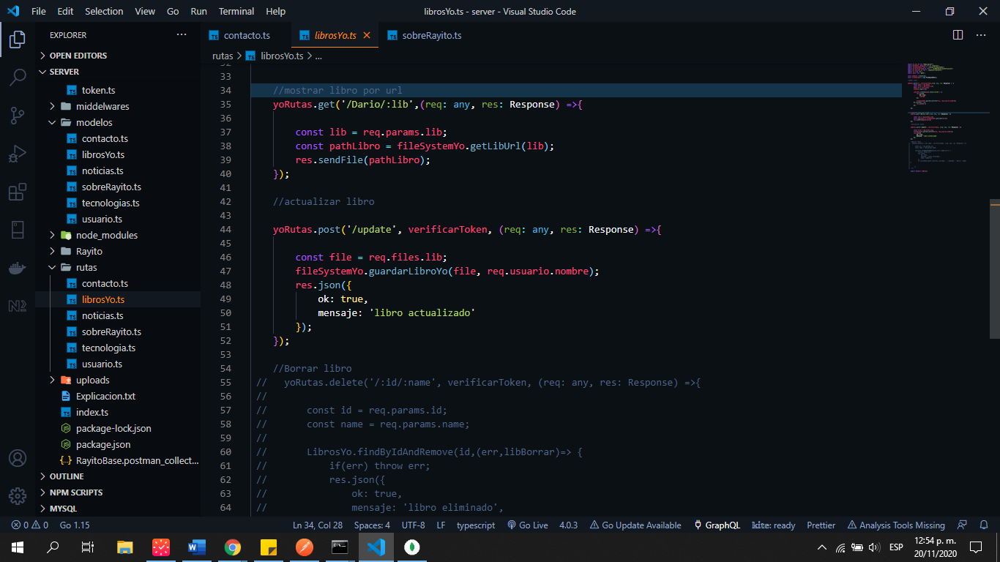 File Edit Selection View Go Run Terminal Help librosYo.ts - server - Visual Studio Code
EXPLORER ...
OPEN EDITORS
SERVER
token.ts
middelwares
modelos
contacto.ts
librosYo.ts
noticias.ts
sobreRayito.ts
tecnologias.ts
usuario.ts
node_modules
Rayito
rutas
contacto.ts
librosYo.ts
noticias.ts
sobreRayito.ts
tecnologia.ts
usuario.ts
uploads
Explicacion.txt
index.ts
package-lock.json
package.json
RayitoBase.postman_collect...
OUTLINE
NPM SCRIPTS
MYSQL
contacto.ts librosYo.ts sobreRayito.ts
rutas > librosYo.ts > ...
32
33
34 //mostrar libro por url
35 yoRutas.get('/Dario/:lib',(req: any, res: Response) =>{
36
37 const lib = req.params.lib;
38 const pathLibro = fileSystemYo.getLibUrl(lib);
39 res.sendFile(pathLibro);
40 });
41
42 //actualizar libro
43
44 yoRutas.post('/update', verificarToken, (req: any, res: Response) =>{
45
46 const file = req.files.lib;
47 fileSystemYo.guardarLibroYo(file, req.usuario.nombre);
48 res.json({
49 ok: true,
50 mensaje: 'libro actualizado'
51 });
52 });
53
54 //Borrar libro
55 // yoRutas.delete('/:id/:name', verificarToken, (req: any, res: Response) =>{
56 //
57 // const id = req.params.id;
58 // const name = req.params.name;
59 //
60 // LibrosYo.findByIdAndRemove(id,(err,libBorrar)=> {
61 // if(err) throw err;
62 // res.json({
63 // ok: true,
64 // mensaje: 'libro eliminado',
0 0 Go 1.15 Ln 34, Col 28 Spaces: 4 UTF-8 LF typescript Go Live 4.0.3 Go Update Available GraphQL kite: ready Prettier Analysis Tools Missing
ESP 12:54 p. m. 20/11/2020